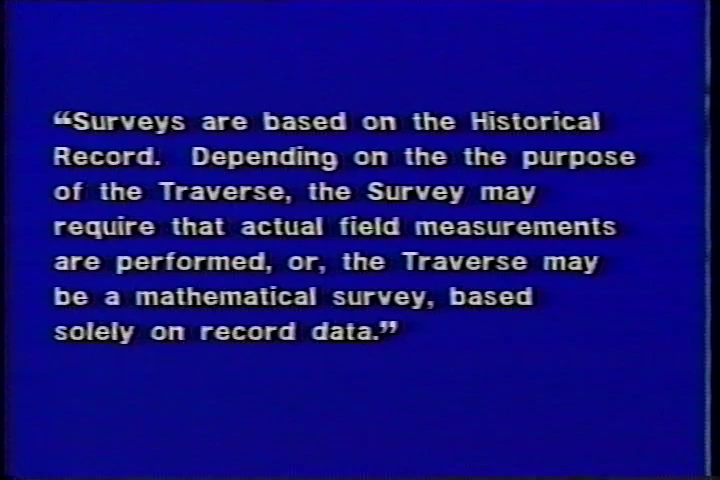 “Surveys are based on the Historical
Record. Depending on the the purpose
of the Traverse, the Survey may
require that actual field measurements
are performed, or, the Traverse may
be a mathematical survey, based
solely on record data.”